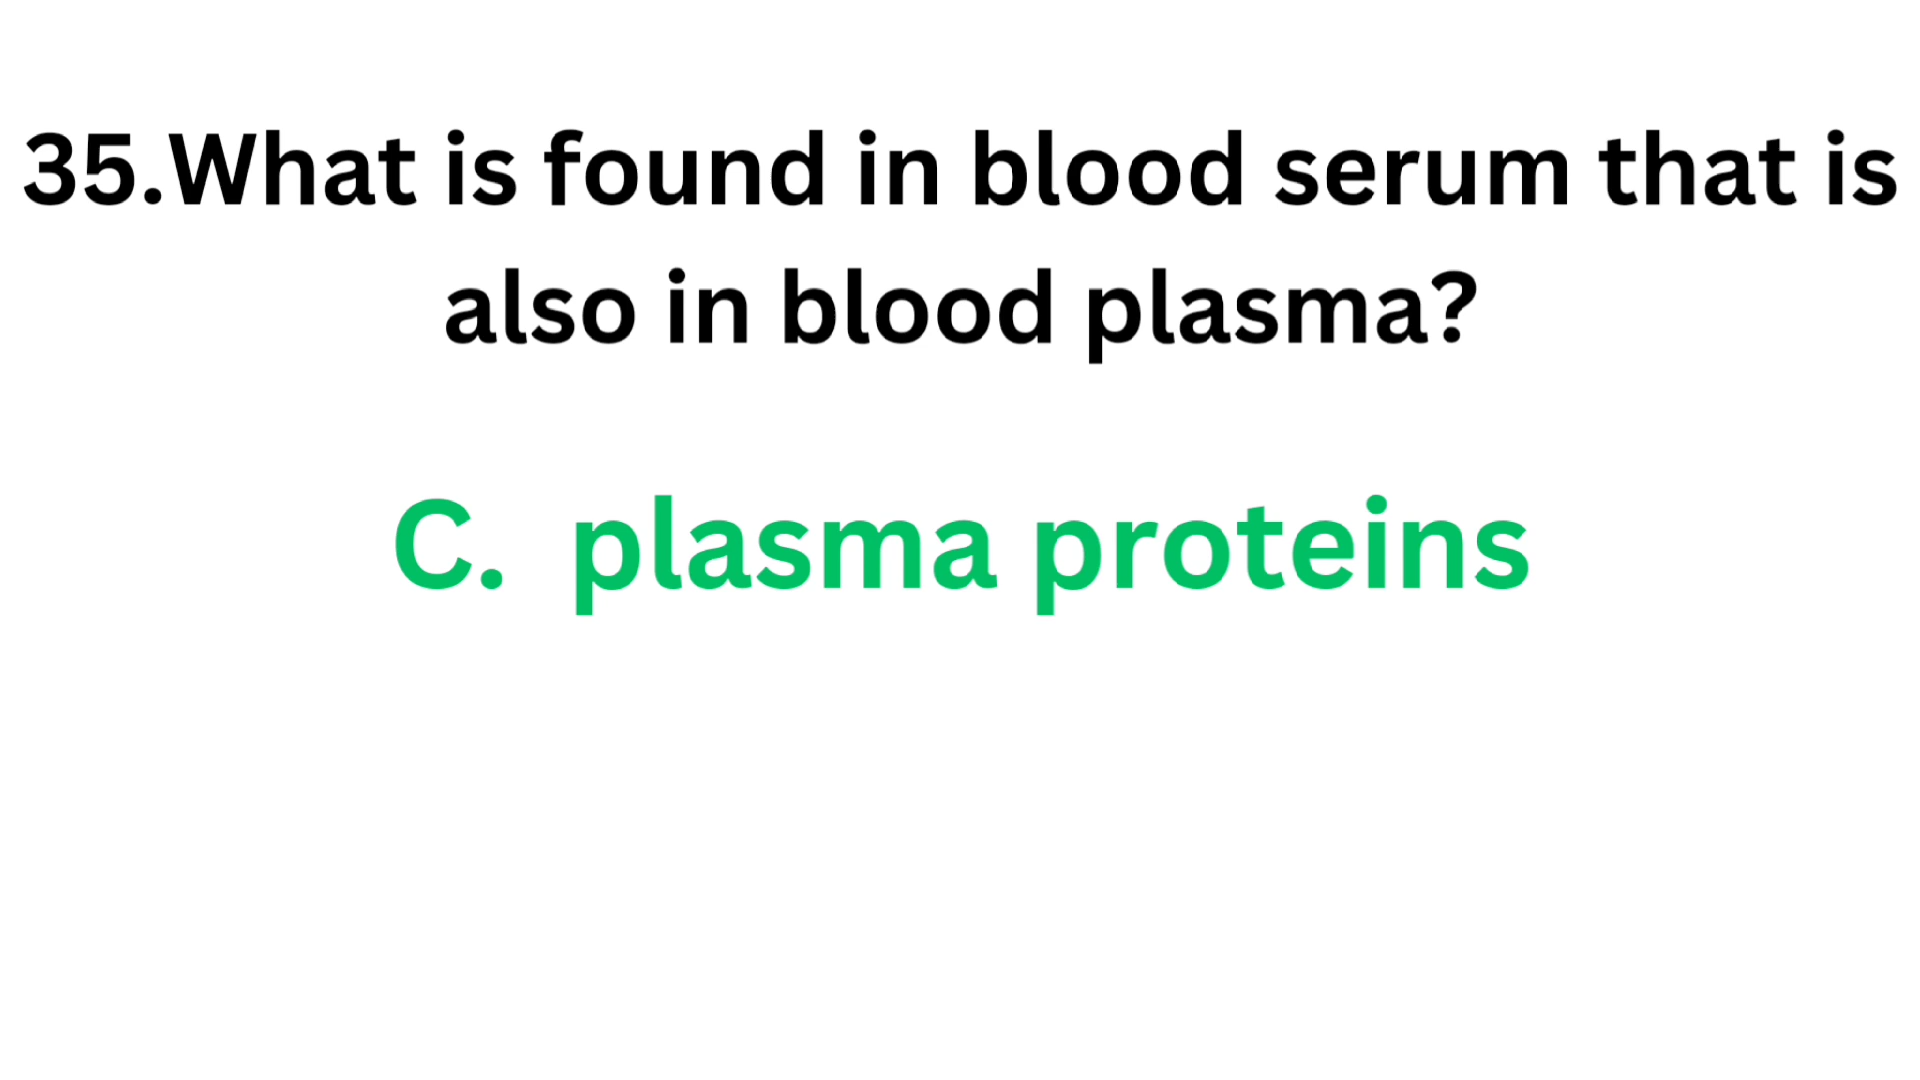 35.What is found in blood serum that is
also in blood plasma?
C. plasma proteins